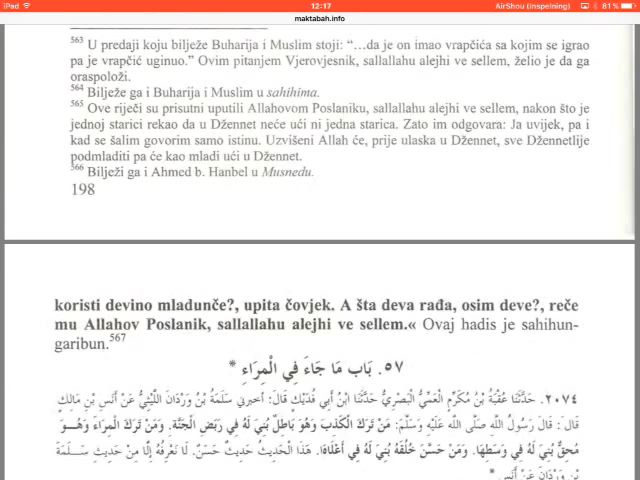 iPad
12:17
AirShou (Inspelning)
81 %
maktabah.info
563 U predaji koju bilježe Buharija i Muslim stoji: “…da je on imao vrapčića sa kojim se igrao
pa je vrapčić uginuo.” Ovim pitanjem Vjerovjesnik, sallallahu alejhi ve sellem, želio je da ga
oraspoloži.
564 Bilježe ga i Buharija i Muslim u sahihima.
565 Ove riječi su prisutni uputili Allahovom Poslaniku, sallallahu alejhi ve sellem, nakon što je
jednoj starici rekao da u Džennet neće ući ni jedna starica. Zato im odgovara: Ja uvijek, pa i
kad se šalim govorim samo istinu. Uzvišeni Allah će, prije ulaska u Džennet, sve Džennetlije
podmladiti pa će kao mladi ući u Džennet.
566 Bilježi ga i Ahmed b. Hanbel u Musnedu.
198
koristi devino mladunče?, upita čovjek. A šta deva rađa, osim deve?, reče
mu Allahov Poslanik, sallallahu alejhi ve sellem.« Ovaj hadis je sahihun-
garibun.567
٥٧. بَاب مَا جَاءَ فِي الْمِرَاءِ *
٢٠٧٤. حَدَّثَنَا عُقْبَةُ بْنُ مُكْرَمٍ الْعَمِّيُّ الْبَصْرِيُّ حَدَّثَنَا ابْنُ أَبِي فُدَيْكٍ قَالَ: أَخْبَرَنِي سَلَمَةُ بْنُ وَرْدَانَ اللَّيْثِيُّ عَنْ أَنَسِ بْنِ مَالِكٍ
قَالَ: قَالَ رَسُولُ اللَّهِ صَلَّى اللَّه عَلَيْهِ وَسَلَّمَ: مَنْ تَرَكَ الْكَذِبَ وَهُوَ بَاطِلٌ بُنِيَ لَهُ فِي رَبَضِ الْجَنَّةِ. وَمَنْ تَرَكَ الْمِرَاءَ وَهُــوَ
مُحِقٌّ بُنِيَ لَهُ فِي وَسَطِهَا. وَمَنْ حَسَّنَ خُلُقَهُ بُنِيَ لَهُ فِي أَعْلَاهَا. هَذَا الْحَدِيثُ حَدِيثٌ حَسَنٌ. لَا نَعْرِفُهُ إِلَّا مِنْ حَدِيثِ سَــلَمَةَ
بْنِ وَرْدَانَ عَنْ أَنَسٍ *